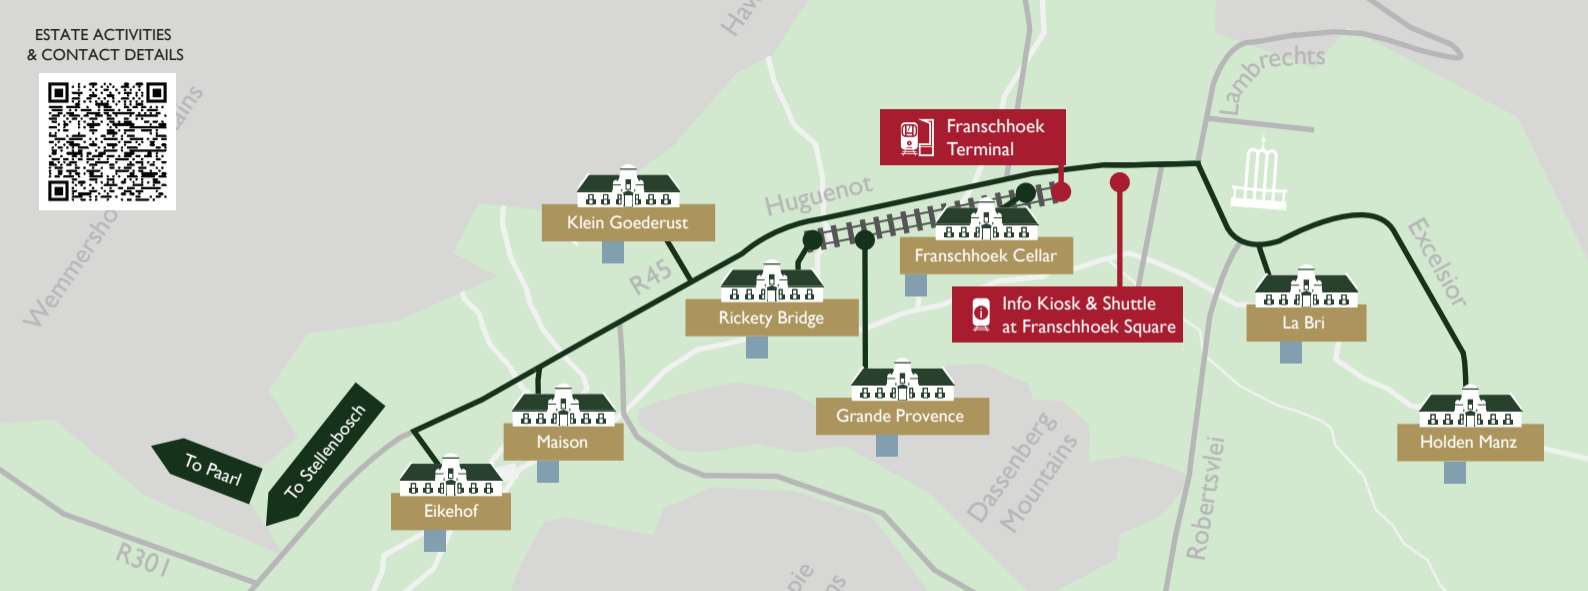 ESTATE ACTIVITIES
& CONTACT DETAILS
Lambrechts
Franschhoek
Terminal
Huguenot
Klein Goederust
Franschhoek Cellar
R45
Excelsior
Info Kiosk & Shuttle
at Franschhoek Square
Rickety Bridge
La Bri
Grande Provence
Maison
Holden Manz
To Stellenbosch
To Paarl
Dassenberg
Mountains
Robertsvlei
Eikehof
R301